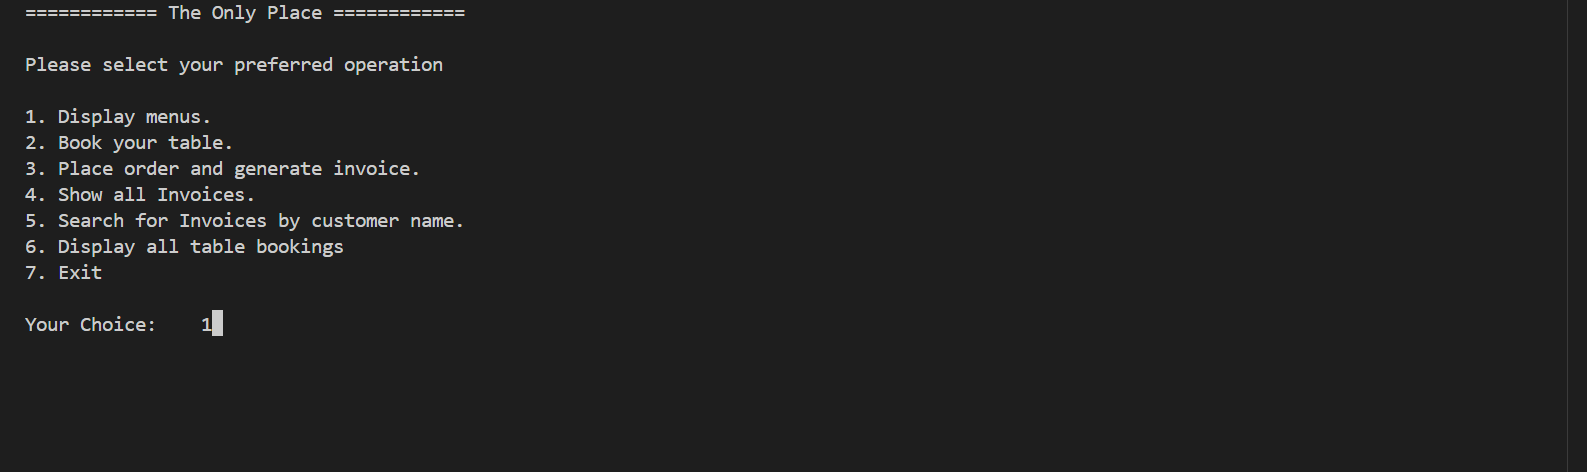 ============ The Only Place ============
Please select your preferred operation
1. Display menus.
2. Book your table.
3. Place order and generate invoice.
4. Show all Invoices.
5. Search for Invoices by customer name.
6. Display all table bookings
7. Exit
Your Choice:    1